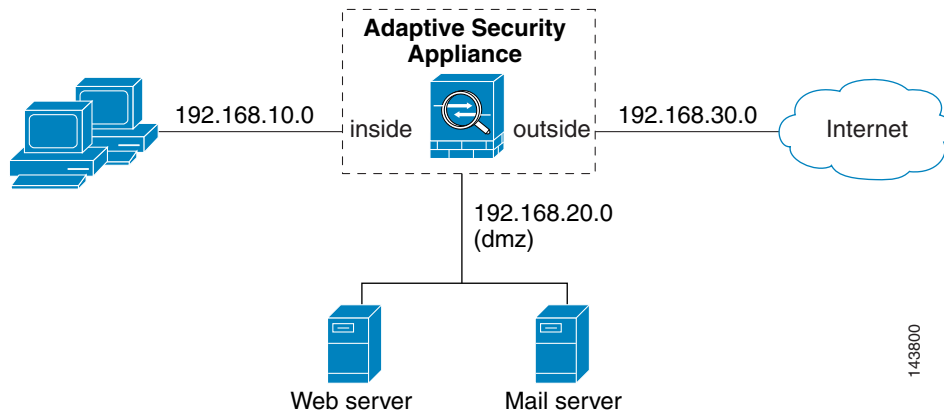 Adaptive Security
Appliance
192.168.10.0
inside
outside
192.168.30.0
Internet
192.168.20.0
(dmz)
Web server
Mail server
143800